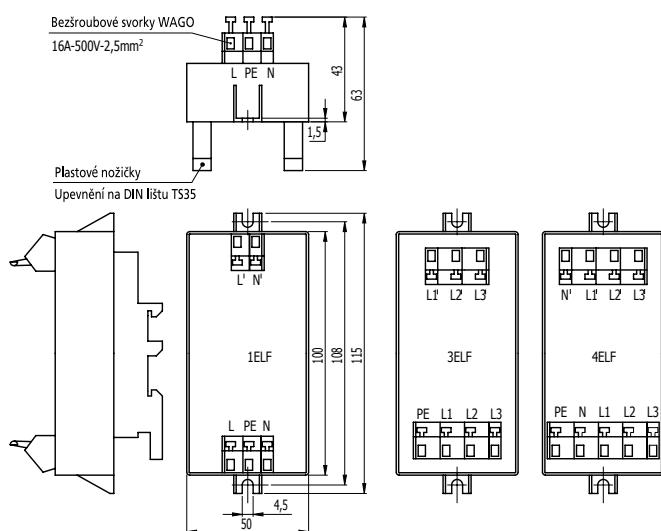 Bezšroubové svorky WAGO
16A-500V-2,5mm²
L PE N
43
63
1,5
Plastové nožičky
Upevnění na DIN lištu TS35
L' N'
1ELF
100
108
115
L PE N
4,5
50
L1' L2' L3'
3ELF
PE L1 L2 L3
N' L1' L2' L3'
4ELF
PE N L1 L2 L3